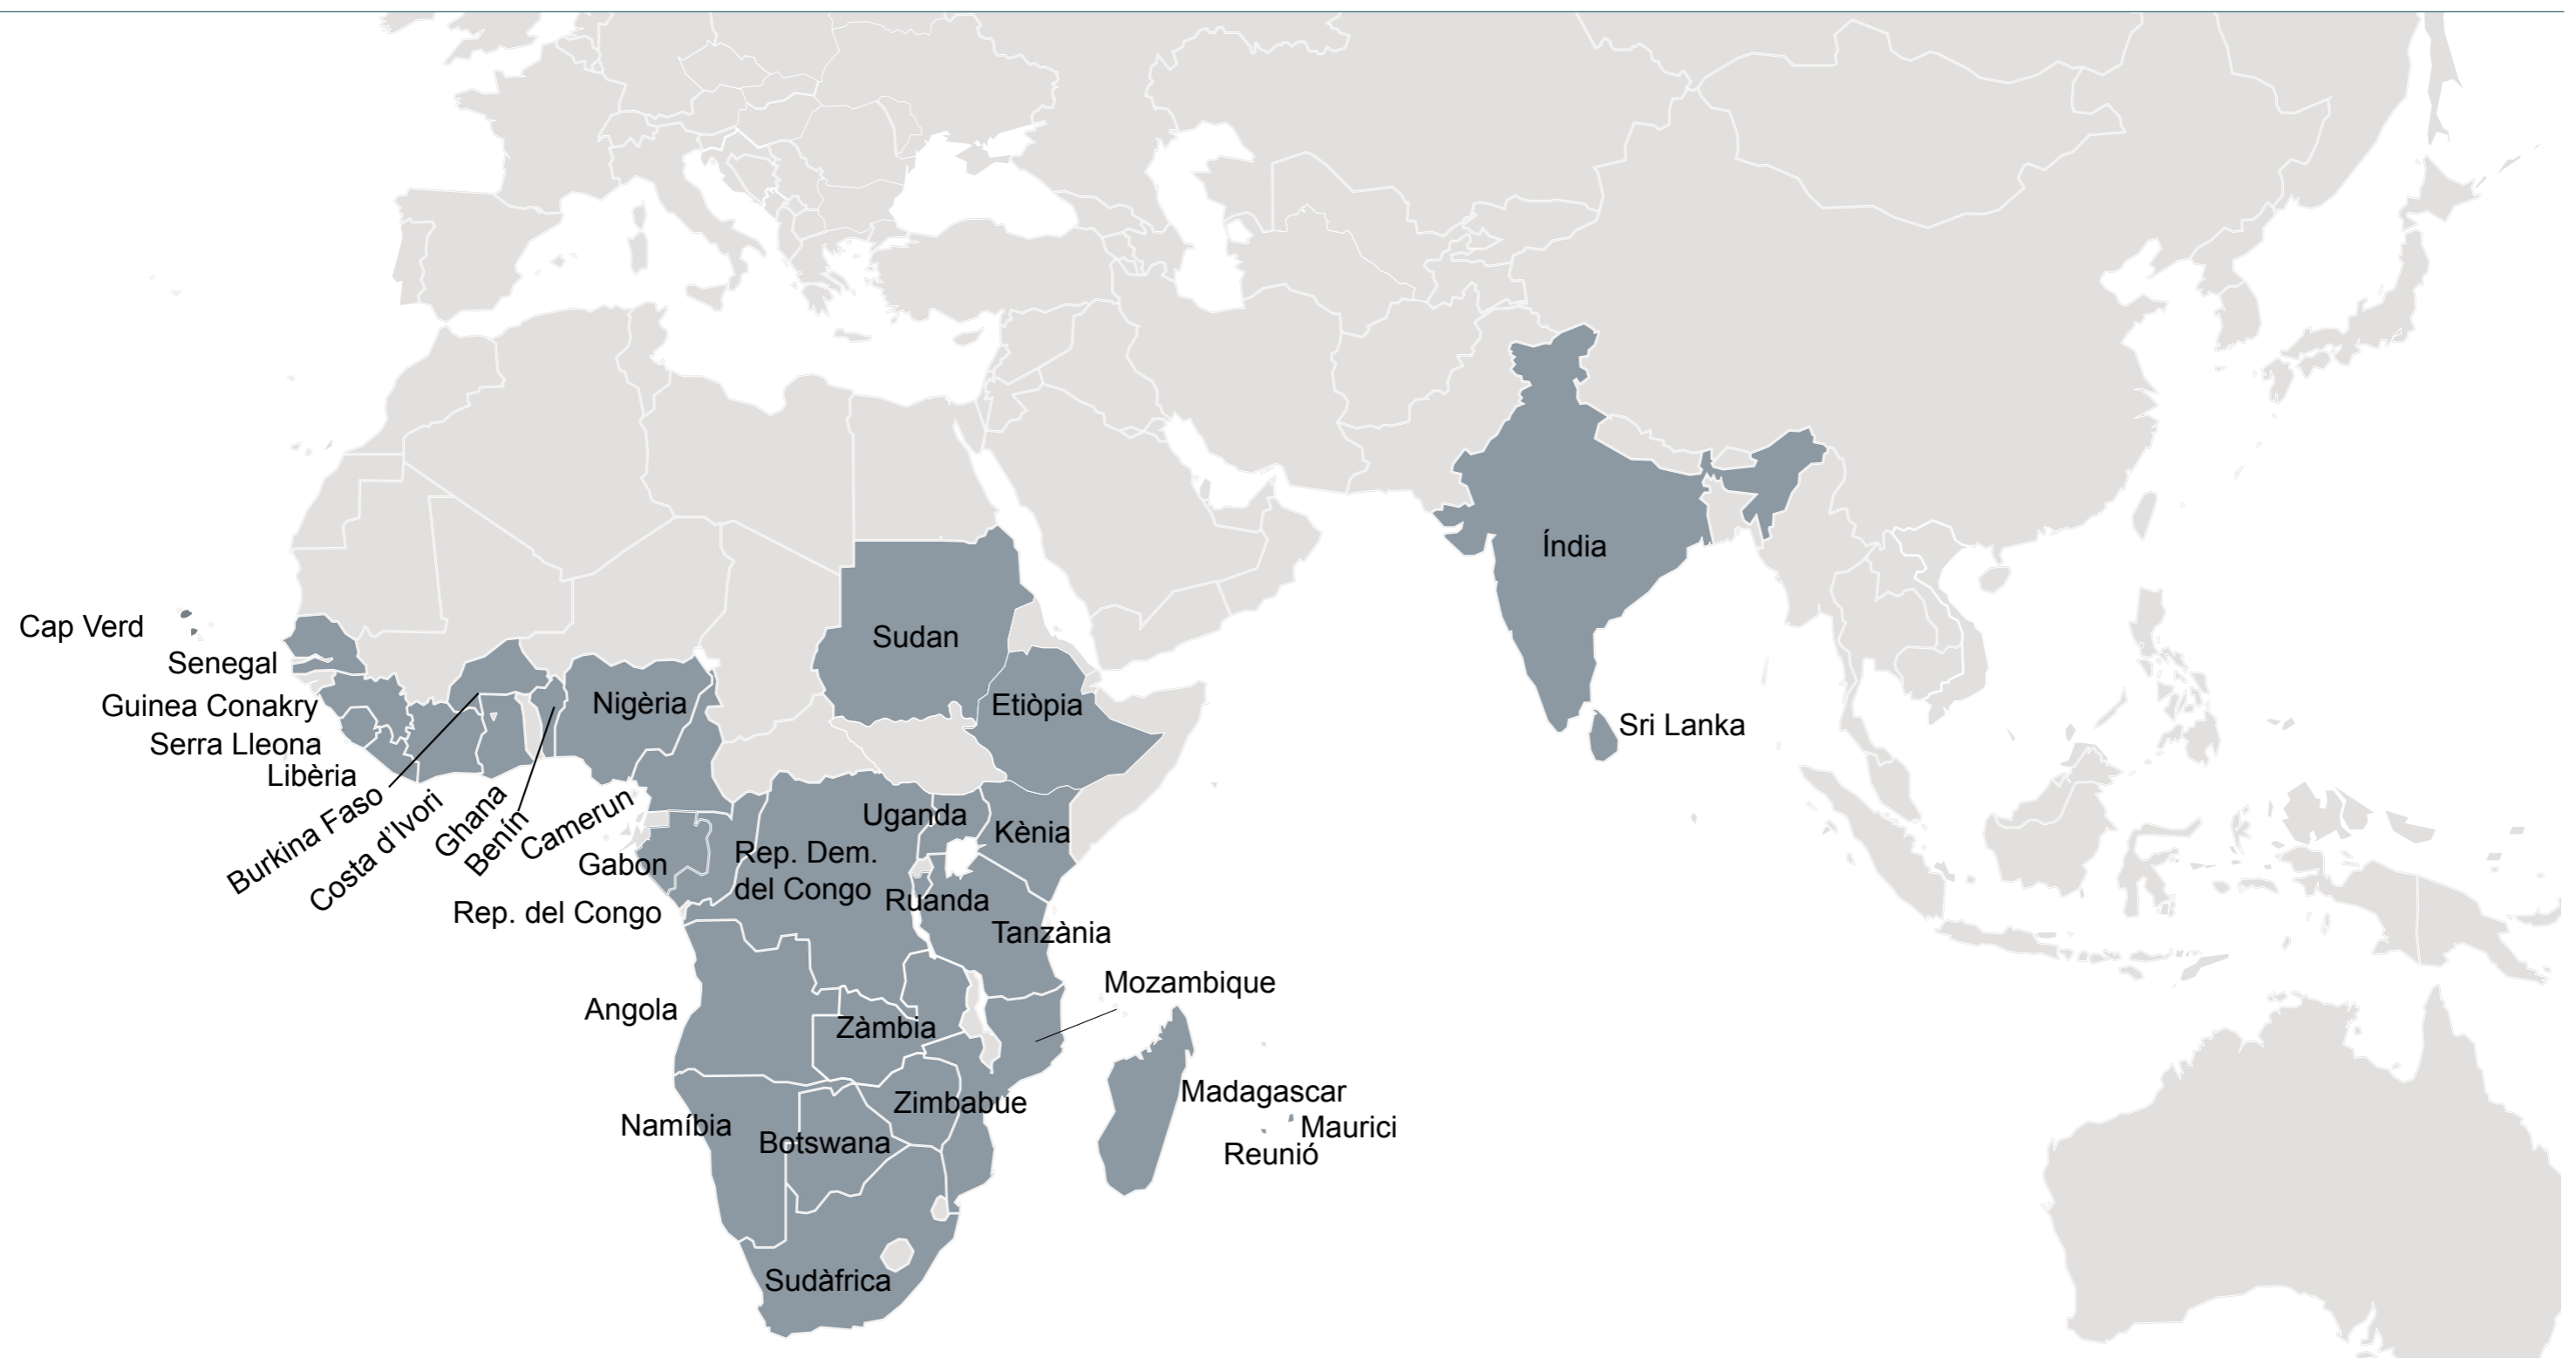 Cap Verd
Senegal
Guinea Conakry
Serra Lleona
Libèria
Burkina Faso
Costa d’Ivori
Ghana
Benín
Camerun
Nigèria
Sudan
Etiòpia
Uganda
Kènia
Gabon
Rep. Dem.
del Congo
Ruanda
Rep. del Congo
Tanzània
Mozambique
Angola
Zàmbia
Zimbabue
Madagascar
Maurici
Reunió
Namíbia
Botswana
Sudàfrica
Índia
Sri Lanka